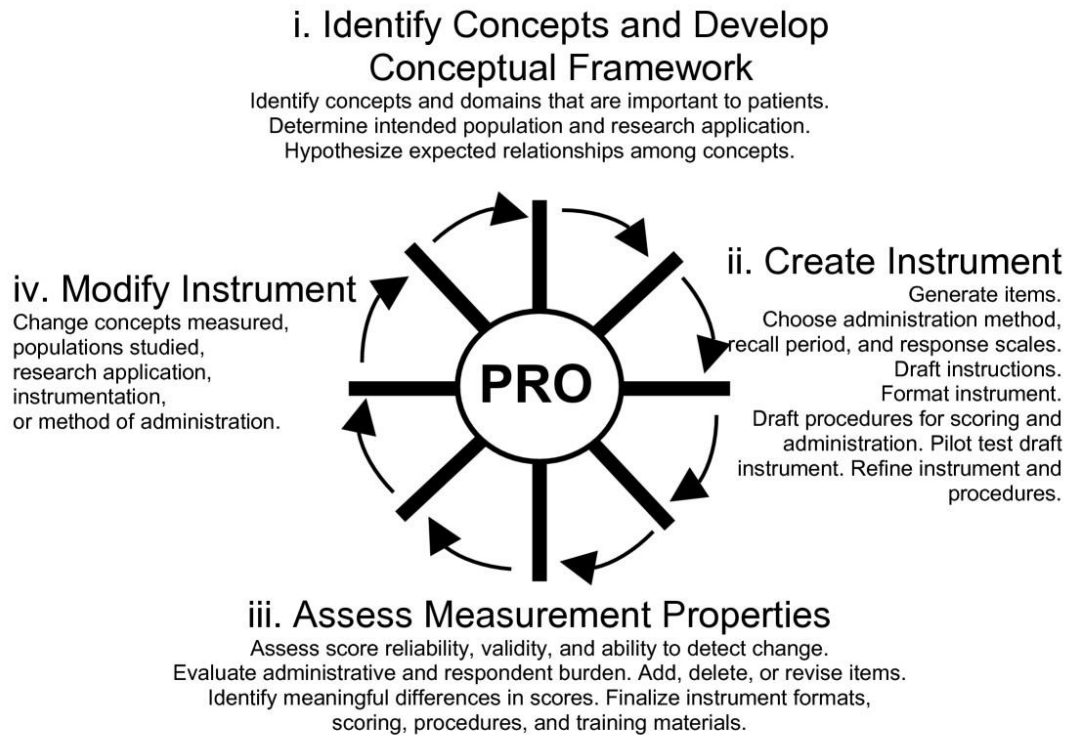 i. Identify Concepts and Develop
Conceptual Framework
Identify concepts and domains that are important to patients.
Determine intended population and research application.
Hypothesize expected relationships among concepts.
ii. Create Instrument
Generate items.
Choose administration method,
recall period, and response scales.
Draft instructions.
Format instrument.
Draft procedures for scoring and
administration. Pilot test draft
instrument. Refine instrument and
procedures.
iv. Modify Instrument
Change concepts measured,
populations studied,
research application,
instrumentation,
or method of administration.
PRO
iii. Assess Measurement Properties
Assess score reliability, validity, and ability to detect change.
Evaluate administrative and respondent burden. Add, delete, or revise items.
Identify meaningful differences in scores. Finalize instrument formats,
scoring, procedures, and training materials.